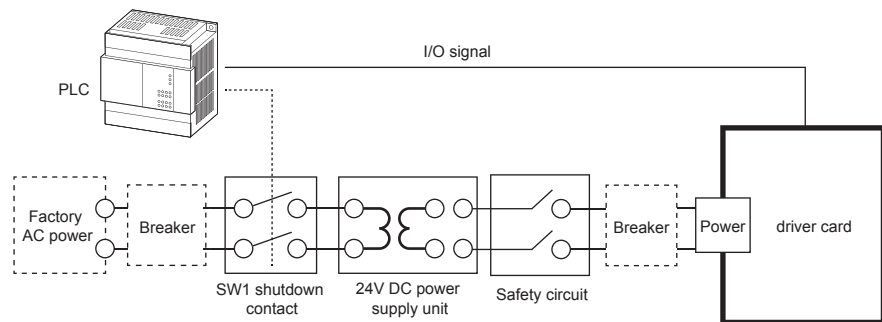 I/O signal
PLC
Factory
AC power
Breaker
SW1 shutdown
contact
24V DC power
supply unit
Safety circuit
Breaker
Power
driver card